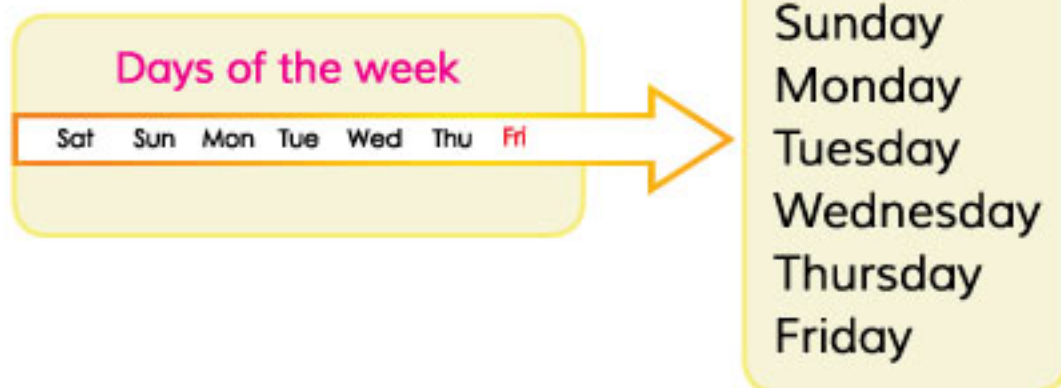 Days of the week
Sat Sun Mon Tue Wed Thu Fri
Sunday
Monday
Tuesday
Wednesday
Thursday
Friday